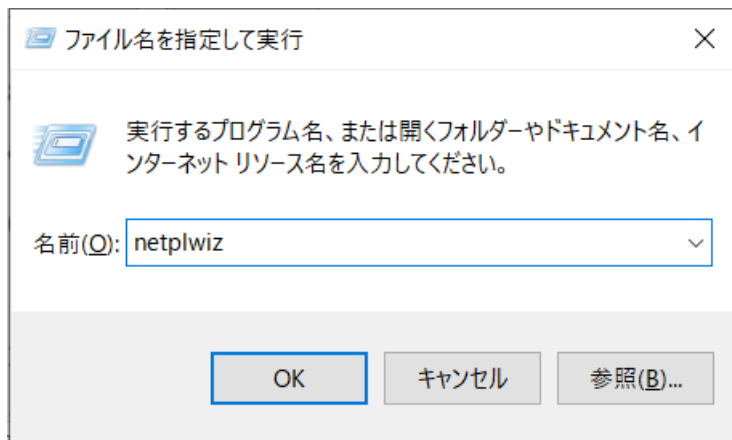 ファイル名を指定して実行
実行するプログラム名、または開くフォルダーやドキュメント名、イ
ンターネット リソース名を入力してください。
名前(O): netplwiz
OK キャンセル 参照(B)...